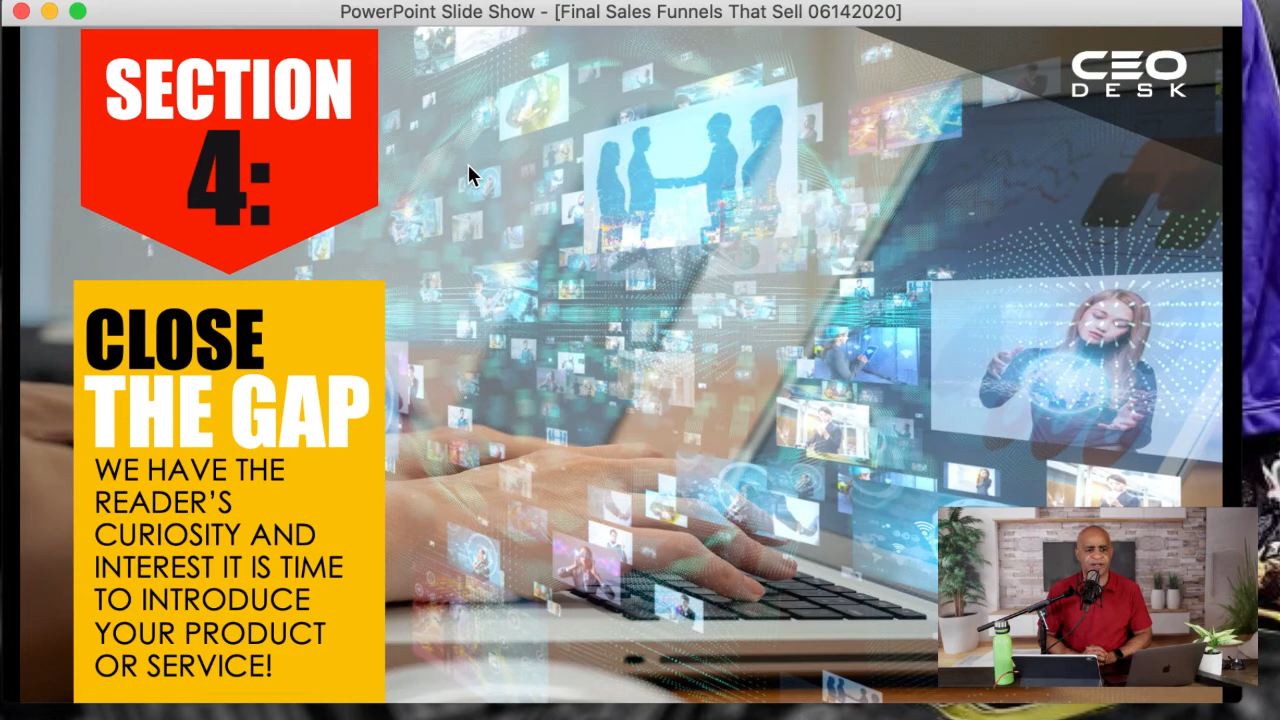 PowerPoint Slide Show - [Final Sales Funnels That Sell 06142020]
SECTION
4:
CEO
DESK
CLOSE
THE GAP
WE HAVE THE
READER'S
CURIOSITY AND
INTEREST IT IS TIME
TO INTRODUCE
YOUR PRODUCT
OR SERVICE!